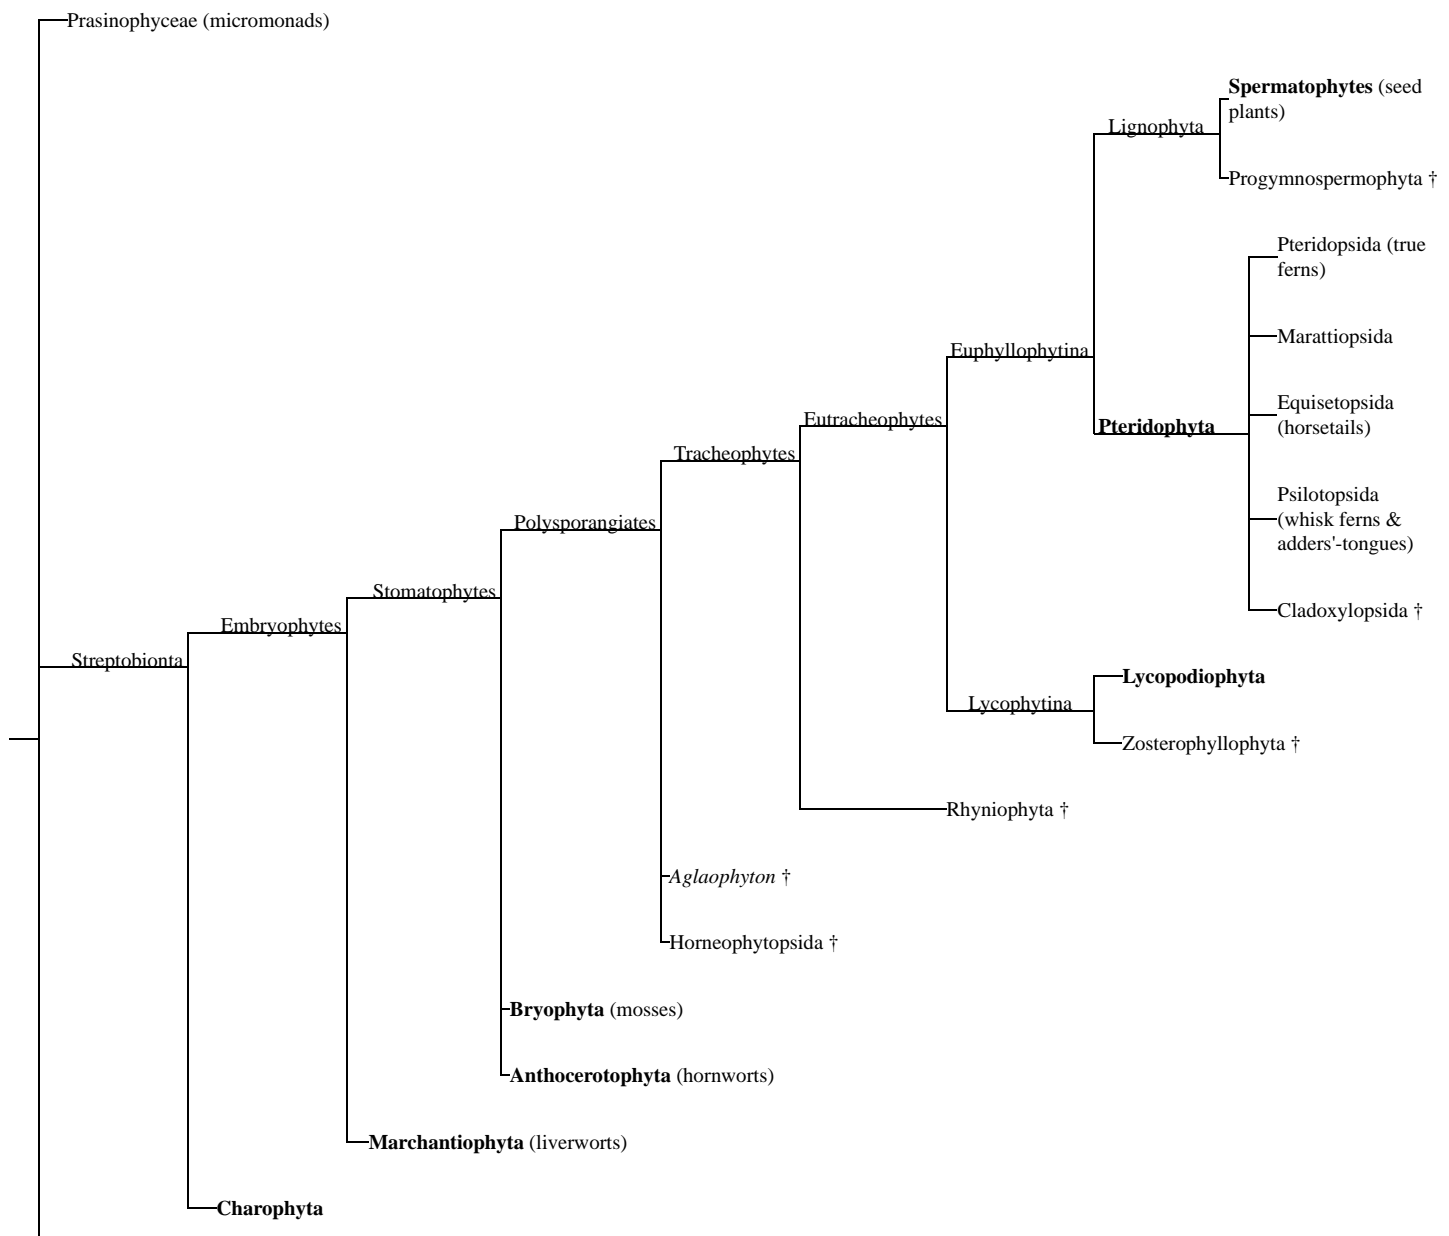 Prasinophyceae (micromonads)
Spermatophytes (seed
plants)
Lignophyta
Progymnospermophyta †
Pteridopsida (true
ferns)
Marattiopsida
Euphyllophytina
Equisetopsida
(horsetails)
Eutracheophytes
Pteridophyta
Tracheophytes
Psilotopsida
(whisk ferns &
adders'-tongues)
Polysporangiates
Stomatophytes
Cladoxylopsida †
Embryophytes
Streptobionta
Lycopodiophyta
Lycophytina
Zosterophyllophyta †
Rhyniophyta †
Aglaophyton †
Horneophytopsida †
Bryophyta (mosses)
Anthocerotophyta (hornworts)
Marchantiophyta (liverworts)
Charophyta